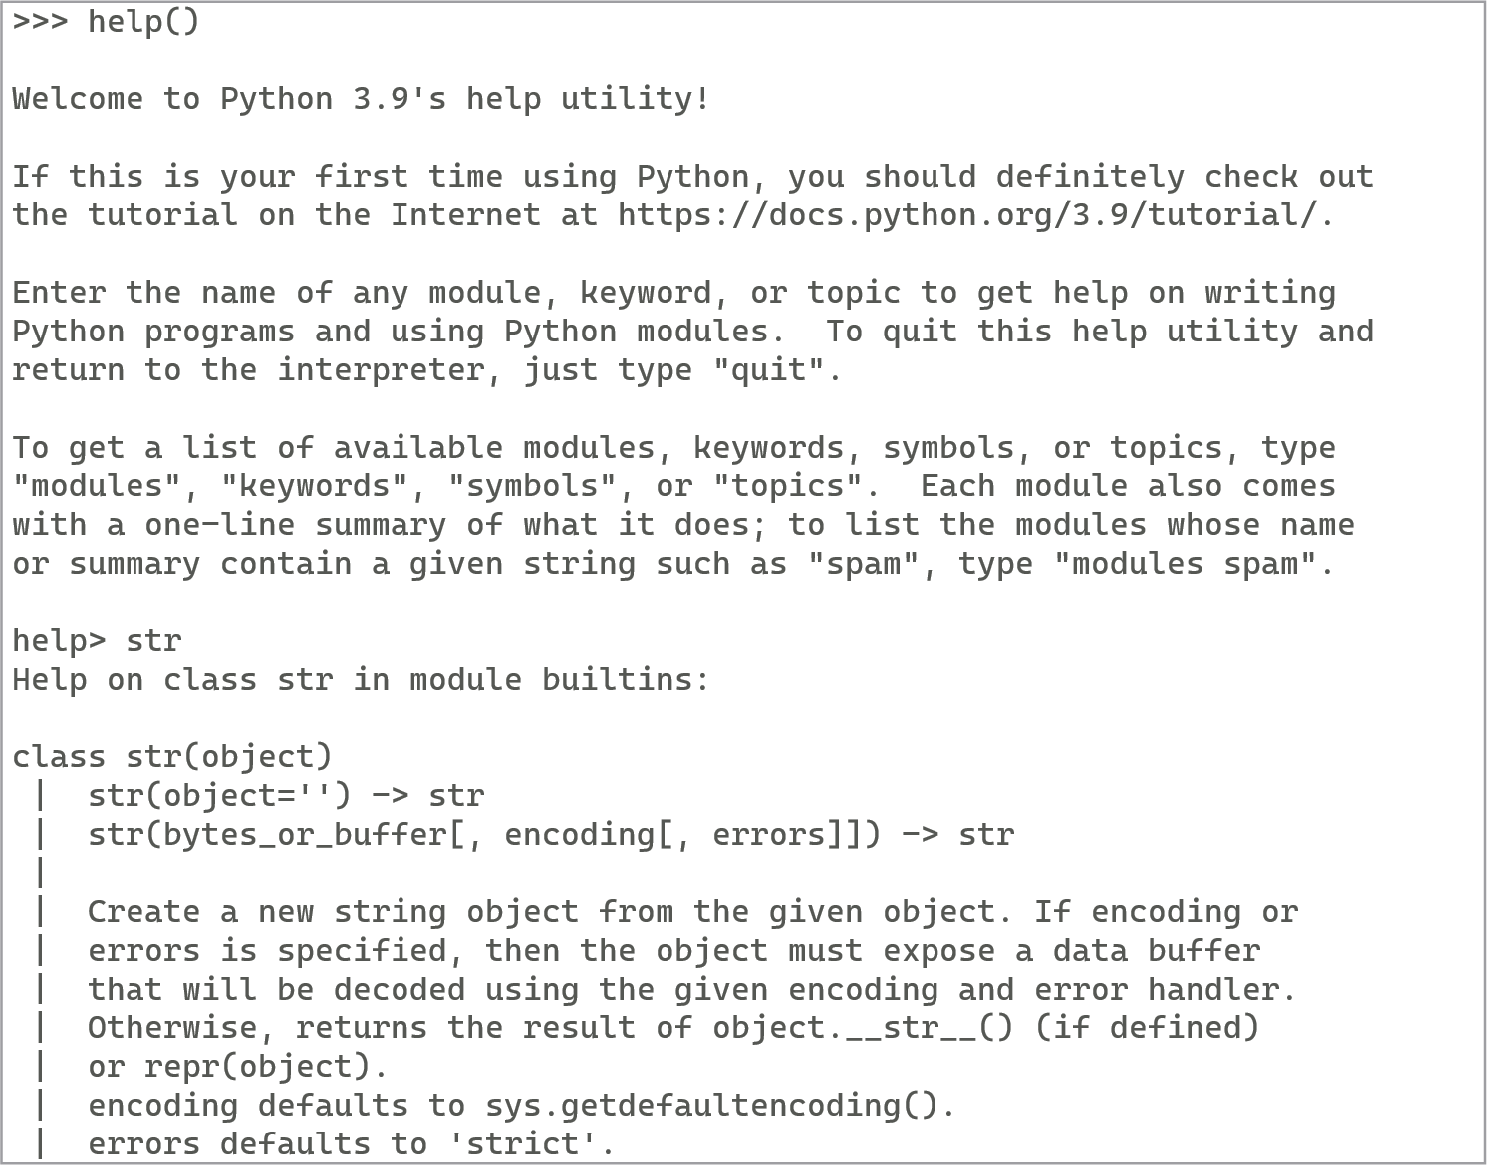 >>> help()
Welcome to Python 3.9's help utility!
If this is your first time using Python, you should definitely check out
the tutorial on the Internet at https://docs.python.org/3.9/tutorial/.
Enter the name of any module, keyword, or topic to get help on writing
Python programs and using Python modules.  To quit this help utility and
return to the interpreter, just type "quit".
To get a list of available modules, keywords, symbols, or topics, type
"modules", "keywords", "symbols", or "topics".  Each module also comes
with a one-line summary of what it does; to list the modules whose name
or summary contain a given string such as "spam", type "modules spam".
help> str
Help on class str in module builtins:
class str(object)
 |  str(object='') -> str
 |  str(bytes_or_buffer[, encoding[, errors]]) -> str
 |
 |  Create a new string object from the given object. If encoding or
 |  errors is specified, then the object must expose a data buffer
 |  that will be decoded using the given encoding and error handler.
 |  Otherwise, returns the result of object.__str__() (if defined)
 |  or repr(object).
 |  encoding defaults to sys.getdefaultencoding().
 |  errors defaults to 'strict'.